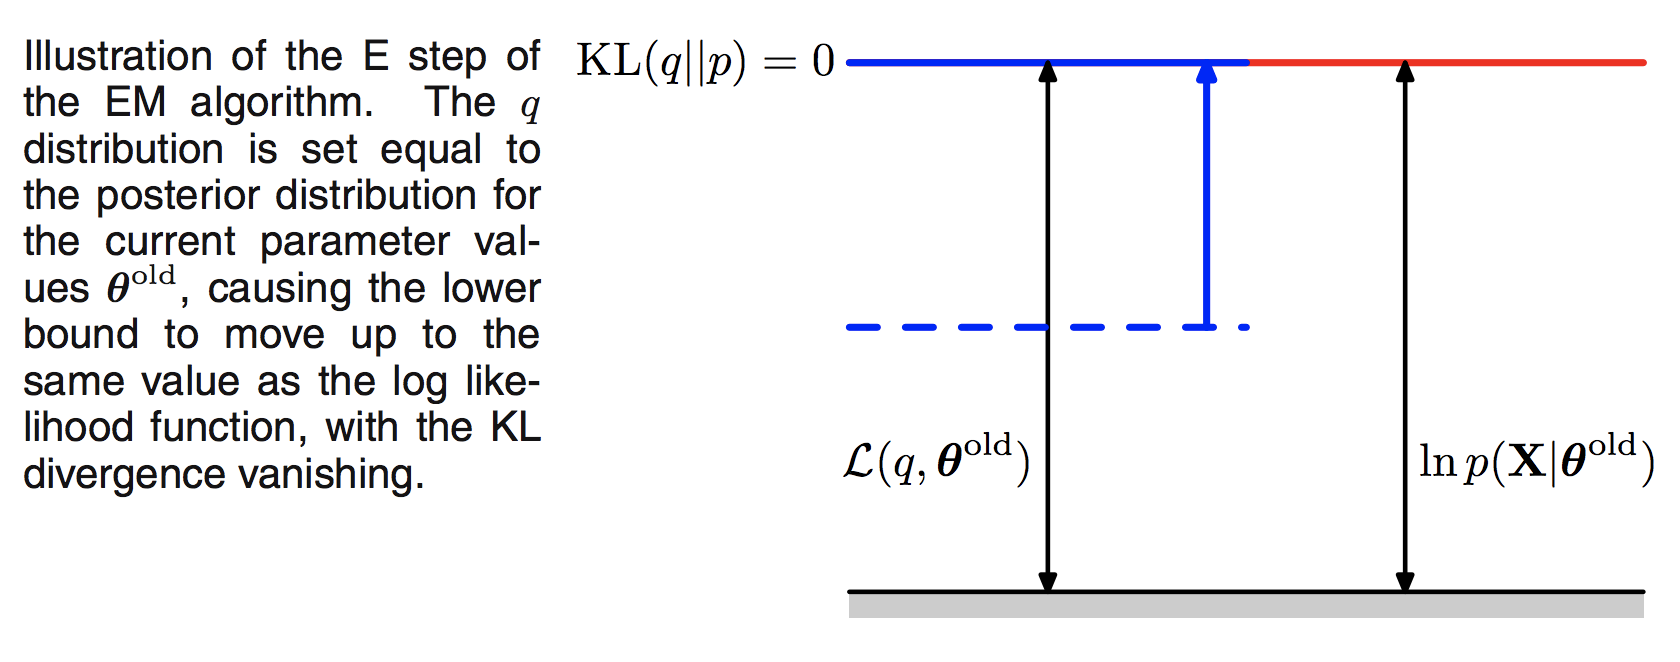 Illustration of the E step of
the EM algorithm. The q
distribution is set equal to
the posterior distribution for
the current parameter val-
ues θ^old, causing the lower
bound to move up to the
same value as the log like-
lihood function, with the KL
divergence vanishing.
KL(q||p) = 0
ℒ(q, θ^old)
ln p(X|θ^old)